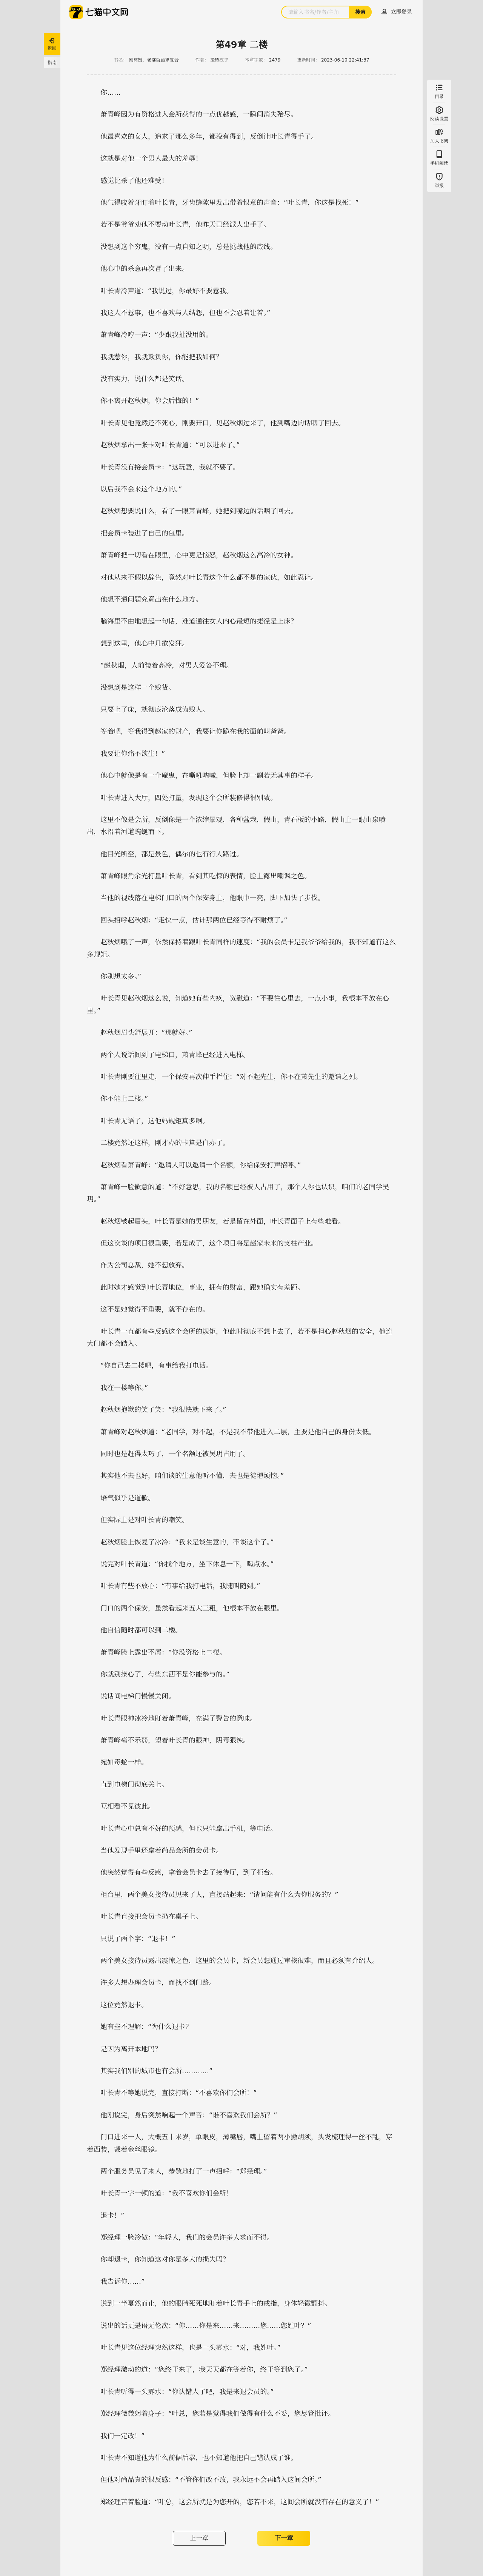 七猫中文网
请输入书名/作者/主角
搜索
立即登录
返回
换肤
目录
阅读设置
加入书架
手机阅读
举报
第49章 二楼
作者：
搬砖汉子
本章字数：
2479
更新时间：
2023-06-10 22:41:37
你……
萧青峰因为有资格进入会所获得的一点优越感，一瞬间消失殆尽。
他最喜欢的女人，追求了那么多年，都没有得到，反倒让叶长青得手了。
这就是对他一个男人最大的羞辱！
感觉比杀了他还难受！
他气得咬着牙盯着叶长青，牙齿缝隙里发出带着恨意的声音：“叶长青，你这是找死！”
若不是爷爷劝他不要动叶长青，他昨天已经派人出手了。
没想到这个穷鬼，没有一点自知之明，总是挑战他的底线。
他心中的杀意再次冒了出来。
叶长青冷声道：“我说过，你最好不要惹我。
我这人不惹事，也不喜欢与人结怨，但也不会忍着让着。”
萧青峰冷哼一声：“少跟我扯没用的。
我就惹你，我就欺负你，你能把我如何？
没有实力，说什么都是笑话。
你不离开赵秋烟，你会后悔的！”
叶长青见他竟然还不死心，刚要开口，见赵秋烟过来了，他到嘴边的话咽了回去。
赵秋烟拿出一张卡对叶长青道：“可以进来了。”
叶长青没有接会员卡：“这玩意，我就不要了。
以后我不会来这个地方的。”
赵秋烟想要说什么，看了一眼萧青峰，她把到嘴边的话咽了回去。
把会员卡装进了自己的包里。
萧青峰把一切看在眼里，心中更是恼怒，赵秋烟这么高冷的女神。
对他从来不假以辞色，竟然对叶长青这个什么都不是的家伙，如此忍让。
他想不通问题究竟出在什么地方。
脑海里不由地想起一句话，难道通往女人内心最短的捷径是上床？
想到这里，他心中几欲发狂。
“赵秋烟，人前装着高冷，对男人爱答不理。
没想到是这样一个贱货。
只要上了床，就彻底沦落成为贱人。
等着吧，等我得到赵家的财产，我要让你跪在我的面前叫爸爸。
我要让你痛不欲生！”
他心中就像是有一个魔鬼，在嘶吼呐喊，但脸上却一副若无其事的样子。
叶长青进入大厅，四处打量，发现这个会所装修得很别致。
这里不像是会所，反倒像是一个浓缩景观，各种盆栽，假山，青石板的小路，假山上一眼山泉喷
出，水沿着河道蜿蜒而下。
他目光所至，都是景色，偶尔的也有行人路过。
萧青峰眼角余光打量叶长青，看到其吃惊的表情，脸上露出嘲讽之色。
当他的视线落在电梯门口的两个保安身上，他眼中一亮，脚下加快了步伐。
回头招呼赵秋烟：“走快一点，估计那两位已经等得不耐烦了。”
赵秋烟哦了一声，依然保持着跟叶长青同样的速度：“我的会员卡是我爷爷给我的，我不知道有这么
多规矩。
你别想太多。”
叶长青见赵秋烟这么说，知道她有些内疚，宽慰道：“不要往心里去，一点小事，我根本不放在心
里。”
赵秋烟眉头舒展开：“那就好。”
两个人说话间到了电梯口，萧青峰已经进入电梯。
叶长青刚要往里走，一个保安再次伸手拦住：“对不起先生，你不在萧先生的邀请之列。
你不能上二楼。”
叶长青无语了，这他妈规矩真多啊。
二楼竟然还这样，刚才办的卡算是白办了。
赵秋烟看萧青峰：“邀请人可以邀请一个名额，你给保安打声招呼。”
萧青峰一脸歉意的道：“不好意思，我的名额已经被人占用了，那个人你也认识，咱们的老同学吴
玥。”
赵秋烟皱起眉头，叶长青是她的男朋友，若是留在外面，叶长青面子上有些难看。
但这次谈的项目很重要，若是成了，这个项目将是赵家未来的支柱产业。
作为公司总裁，她不想放弃。
此时她才感觉到叶长青地位，事业，拥有的财富，跟她确实有差距。
这不是她觉得不重要，就不存在的。
叶长青一直都有些反感这个会所的规矩，他此时彻底不想上去了，若不是担心赵秋烟的安全，他连
大门都不会踏入。
“你自己去二楼吧，有事给我打电话。
我在一楼等你。”
赵秋烟抱歉的笑了笑：“我很快就下来了。”
萧青峰对赵秋烟道：“老同学，对不起，不是我不带他进入二层，主要是他自己的身份太低。
同时也是赶得太巧了，一个名额还被吴玥占用了。
其实他不去也好，咱们谈的生意他听不懂，去也是徒增烦恼。”
语气似乎是道歉。
但实际上是对叶长青的嘲笑。
赵秋烟脸上恢复了冰冷：“我来是谈生意的，不谈这个了。”
说完对叶长青道：“你找个地方，坐下休息一下，喝点水。”
叶长青有些不放心：“有事给我打电话，我随叫随到。”
门口的两个保安，虽然看起来五大三粗，他根本不放在眼里。
他自信随时都可以到二楼。
萧青峰脸上露出不屑：“你没资格上二楼。
你就别操心了，有些东西不是你能参与的。”
说话间电梯门慢慢关闭。
叶长青眼神冰冷地盯着萧青峰，充满了警告的意味。
萧青峰毫不示弱，望着叶长青的眼神，阴毒狠辣。
宛如毒蛇一样。
直到电梯门彻底关上。
互相看不见彼此。
叶长青心中总有不好的预感，但也只能拿出手机，等电话。
当他发现手里还拿着尚品会所的会员卡。
他突然觉得有些反感，拿着会员卡去了接待厅，到了柜台。
柜台里，两个美女接待员见来了人，直接站起来：“请问能有什么为你服务的？”
叶长青直接把会员卡扔在桌子上。
只说了两个字：“退卡！”
两个美女接待员露出震惊之色，这里的会员卡，新会员想通过审核很难，而且必须有介绍人。
许多人想办理会员卡，而找不到门路。
这位竟然退卡。
她有些不理解：“为什么退卡？
是因为离开本地吗？
其实我们别的城市也有会所…………”
叶长青不等她说完，直接打断：“不喜欢你们会所！”
他刚说完，身后突然响起一个声音：“谁不喜欢我们会所？”
门口进来一人，大概五十来岁，单眼皮，薄嘴唇，嘴上留着两小撇胡须，头发梳理得一丝不乱，穿
着西装，戴着金丝眼镜。
两个服务员见了来人，恭敬地打了一声招呼：“郑经理。”
叶长青一字一顿的道：“我不喜欢你们会所！
退卡！”
郑经理一脸冷傲：“年轻人，我们的会员许多人求而不得。
你却退卡，你知道这对你是多大的损失吗？
我告诉你……”
说到一半戛然而止，他的眼睛死死地盯着叶长青手上的戒指，身体轻微颤抖。
说出的话更是语无伦次：“你……你是来……来………您……您姓叶？”
叶长青见这位经理突然这样，也是一头雾水：“对，我姓叶。”
郑经理激动的道：“您终于来了，我天天都在等着你，终于等到您了。”
叶长青听得一头雾水：“你认错人了吧，我是来退会员的。”
郑经理微微躬着身子：“叶总，您若是觉得我们做得有什么不妥，您尽管批评。
我们一定改！”
叶长青不知道他为什么前倨后恭，也不知道他把自己错认成了谁。
但他对尚品真的很反感：“不管你们改不改，我永远不会再踏入这间会所。”
郑经理苦着脸道：“叶总，这会所就是为您开的，您若不来，这间会所就没有存在的意义了！”
上一章
下一章